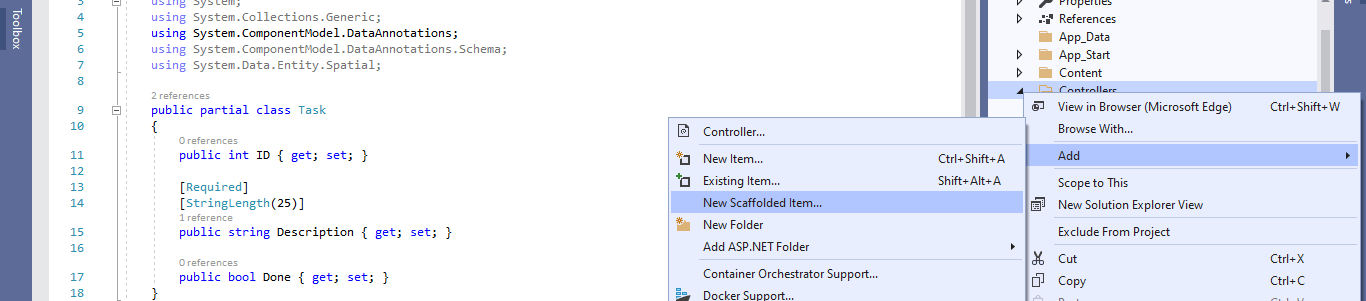 Toolbox
3 using System;
4 using System.Collections.Generic;
5 using System.ComponentModel.DataAnnotations;
6 using System.ComponentModel.DataAnnotations.Schema;
7 using System.Data.Entity.Spatial;
8
2 references
9 public partial class Task
10 {
0 references
11 public int ID { get; set; }
12
13 [Required]
14 [StringLength(25)]
1 reference
15 public string Description { get; set; }
16
0 references
17 public bool Done { get; set; }
18 }
Controller...
New Item... Ctrl+Shift+A
Existing Item... Shift+Alt+A
New Scaffolded Item...
New Folder
Add ASP.NET Folder
Container Orchestrator Support...
Docker Support...
Properties
References
App_Data
App_Start
Content
Controllers
View in Browser (Microsoft Edge) Ctrl+Shift+W
Browse With...
Add
Scope to This
New Solution Explorer View
Exclude From Project
Cut Ctrl+X
Copy Ctrl+C